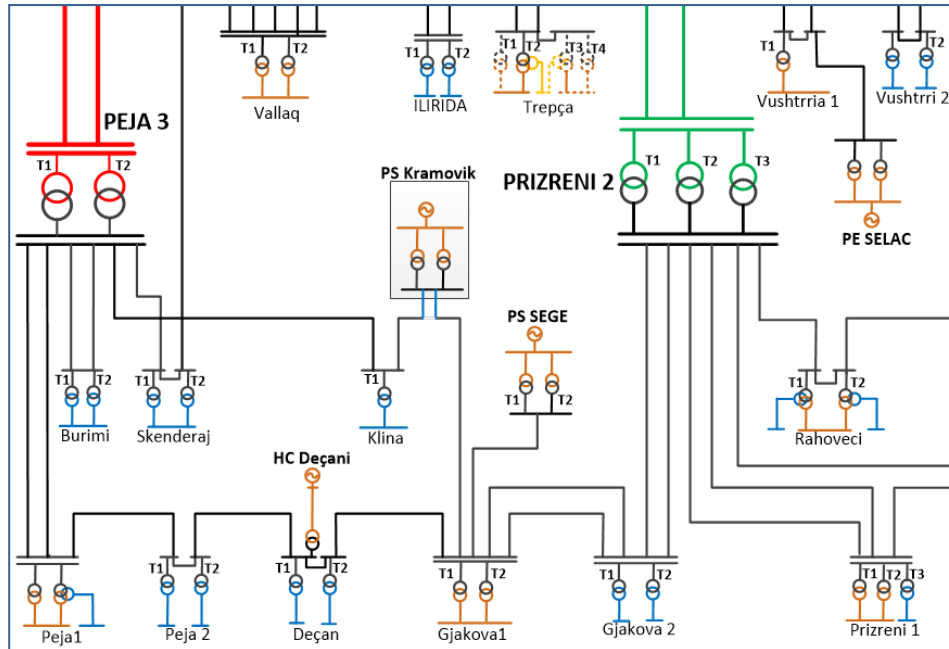 T1 T2
Vallaq
T1 T2
ILIRIDA
T1 T2 T3 T4
Trepça
T1
Vushtrria 1
T2
Vushtrri 2
PEJA 3
T1 T2
PS Kramovik
PRIZRENI 2
T1 T2 T3
PE SELAC
PS SEGE
T1 T2
T1 T2
Burimi
T1 T2
Skenderaj
T1
Klina
T1 T2
Rahoveci
HC Deçani
Peja1
T1 T2
Peja 2
T1 T2
Deçan
T1 T2
Gjakova1
T1 T2
Gjakova 2
T1 T2 T3
Prizreni 1